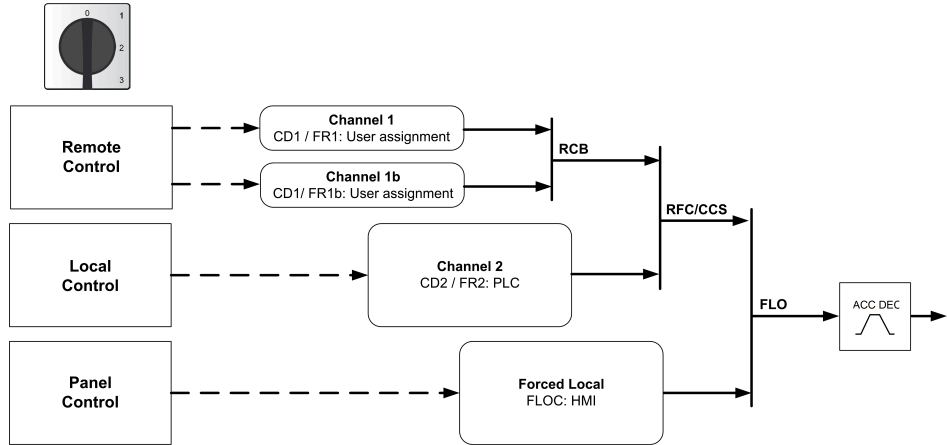 0
1
2
3
Remote
Control
Channel 1
CD1 / FR1: User assignment
Channel 1b
CD1/ FR1b: User assignment
RCB
RFC/CCS
Local
Control
Channel 2
CD2 / FR2: PLC
FLO
ACC DEC
Panel
Control
Forced Local
FLOC: HMI